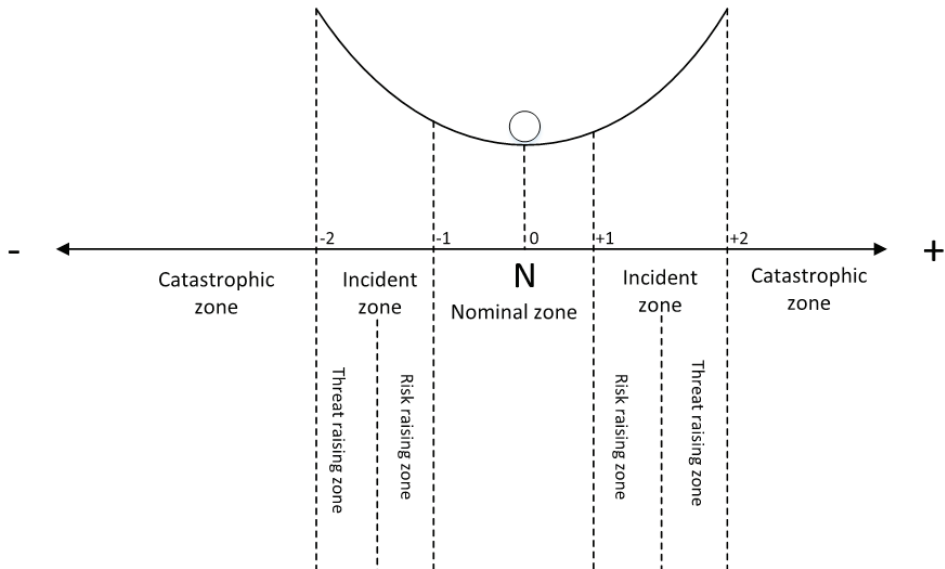 -2
-1
0
+1
+2
-
+
Catastrophic
zone
Incident
zone
N
Nominal zone
Incident
zone
Catastrophic
zone
Threat raising zone
Risk raising zone
Risk raising zone
Threat raising zone